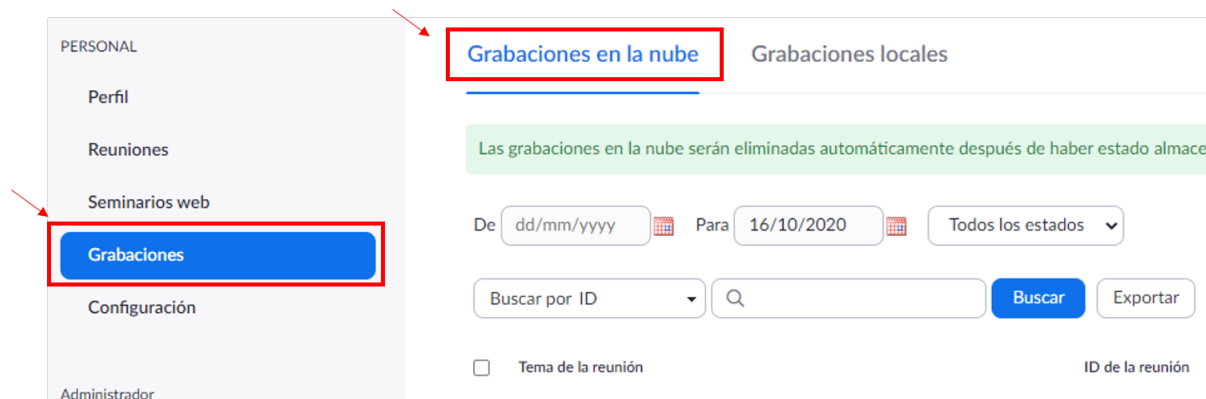 PERSONAL
Perfil
Reuniones
Seminarios web
Grabaciones
Configuración
Administrador
Grabaciones en la nube Grabaciones locales
Las grabaciones en la nube serán eliminadas automáticamente después de haber estado almace
De dd/mm/yyyy Para 16/10/2020 Todos los estados
Buscar por ID Buscar Exportar
Tema de la reunión ID de la reunión